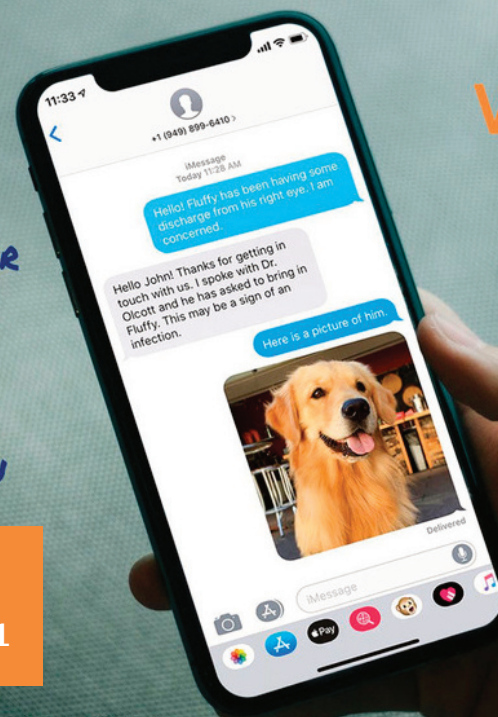 11:33
+1 (949) 899-6410 >
iMessage
Today 11:28 AM
Hello! Fluffy has been having some
discharge from his right eye. I am
concerned.
Hello John! Thanks for getting in
touch with us. I spoke with Dr.
Olcott and he has asked to bring in
Fluffy. This may be a sign of an
infection.
Here is a picture of him.
Delivered
iMessage
Pay